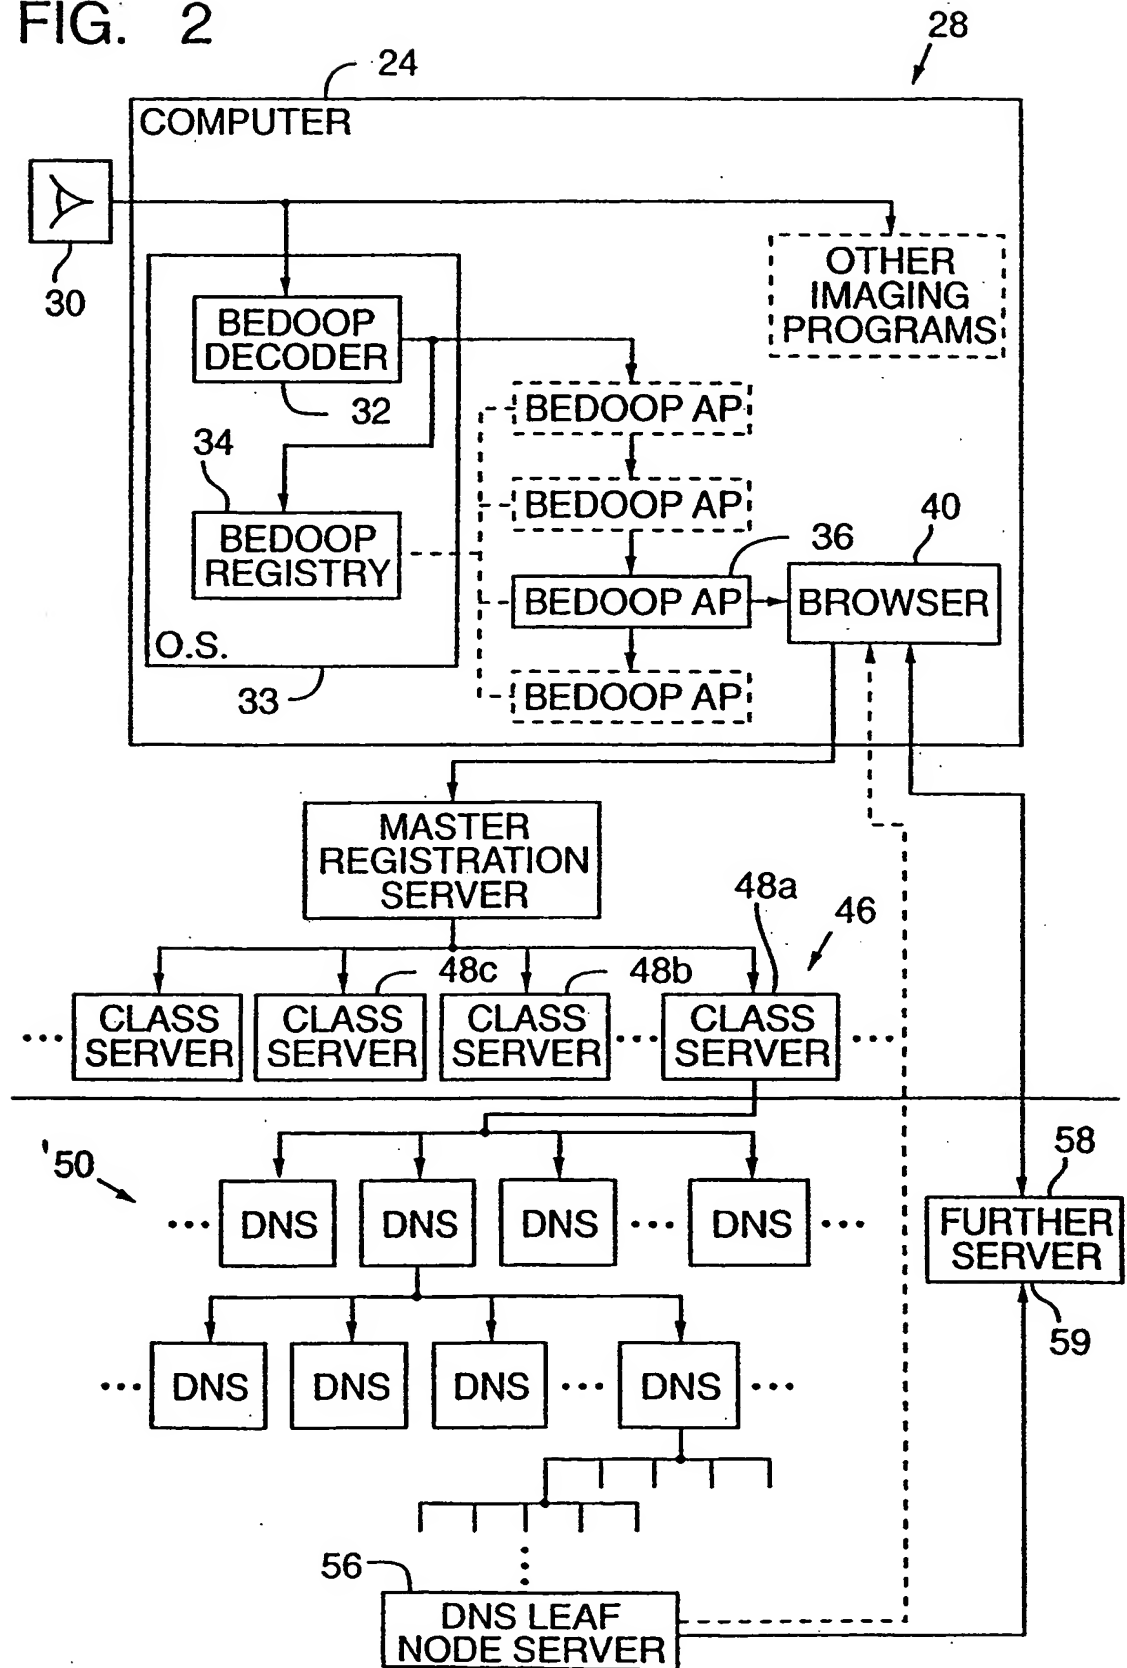 FIG. 2
28
24
COMPUTER
30
OTHER
IMAGING
PROGRAMS
BEDOOP
DECODER
32
BEDOOP AP
34
BEDOOP AP
40
BEDOOP
REGISTRY
36
BEDOOP AP
BROWSER
O.S.
33
BEDOOP AP
MASTER
REGISTRATION
SERVER
48a
46
48c
48b
... CLASS
SERVER
CLASS
SERVER
CLASS
SERVER
... CLASS
SERVER ...
'50
58
... DNS DNS DNS ... DNS ...
FURTHER
SERVER
59
... DNS DNS DNS ... DNS ...
56
DNS LEAF
NODE SERVER